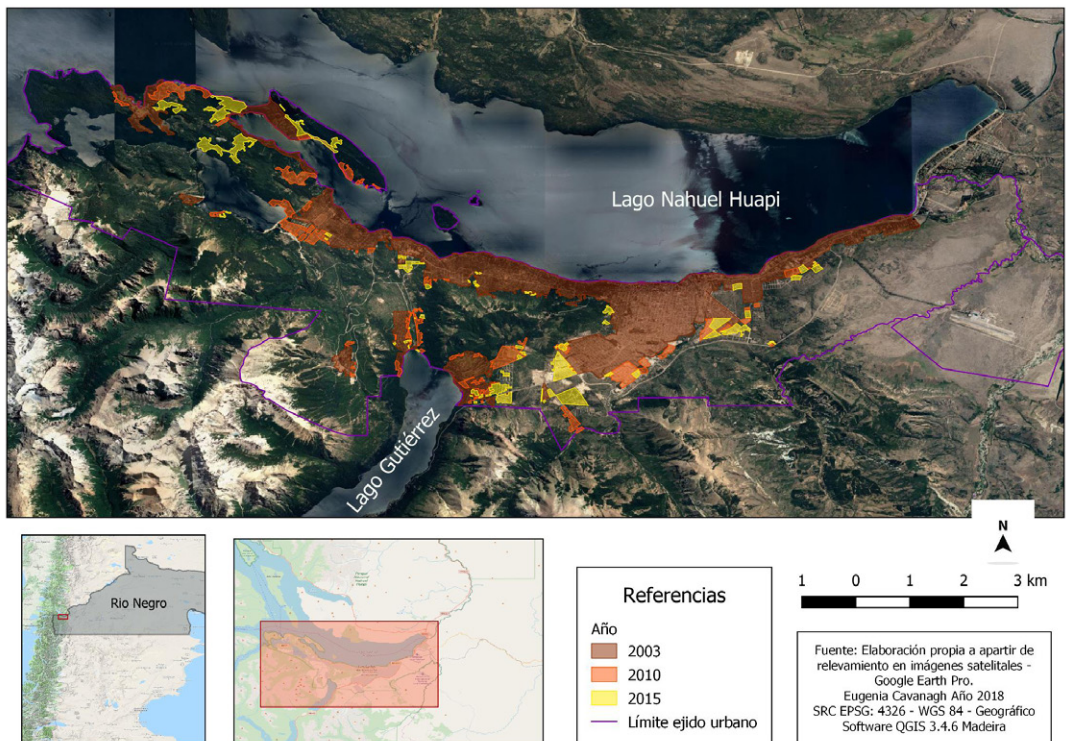 Lago Nahuel Huapi
Lago Gutiérrez
Rio Negro
Referencias
Año
2003
2010
2015
Límite ejido urbano
N
1 0 1 2 3 km
Fuente: Elaboración propia a apartir de
relevamiento en imágenes satelitales -
Google Earth Pro.
Eugenia Cavanagh Año 2018
SRC EPSG: 4326 - WGS 84 - Geográfico
Software QGIS 3.4.6 Madeira